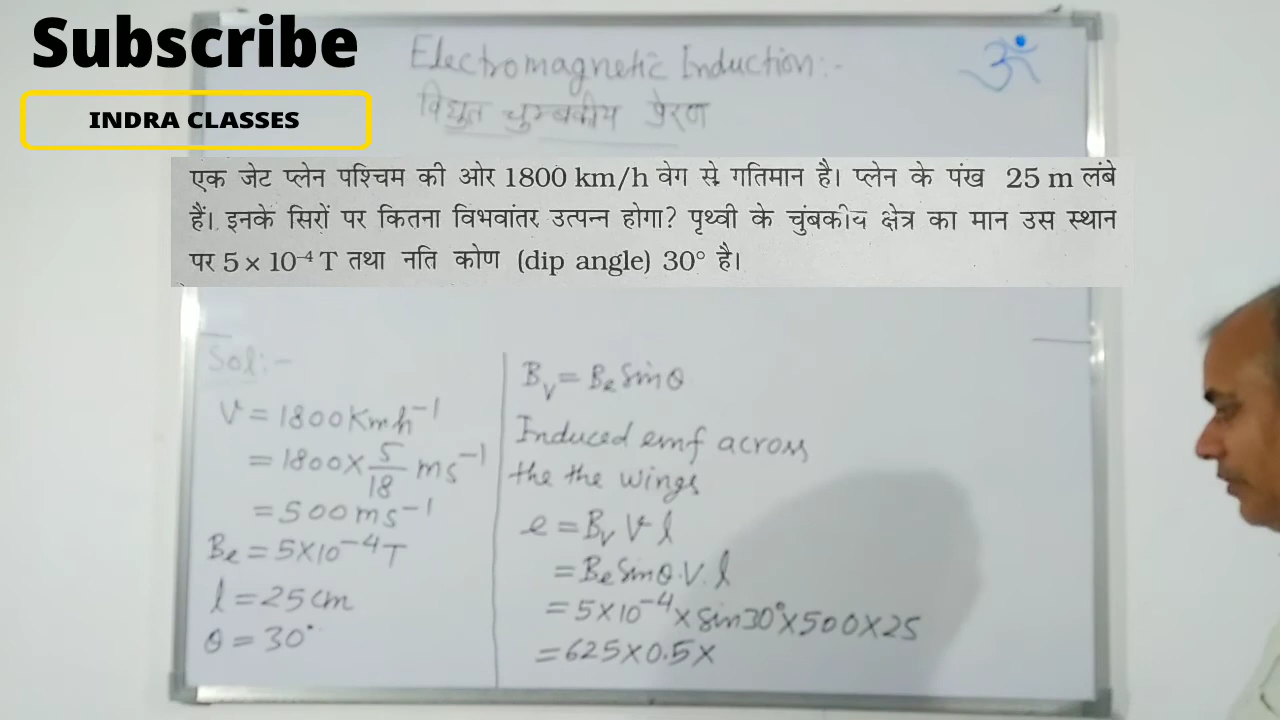 Subscribe
INDRA CLASSES
Electromagnetic Induction:-
विद्युत चुम्बकीय प्रेरण
ॐ
एक जेट प्लेन पश्चिम की ओर 1800 km/h वेग से गतिमान है। प्लेन के पंख 25 m लंबे
हैं। इनके सिरों पर कितना विभवांतर उत्पन्न होगा? पृथ्वी के चुंबकीय क्षेत्र का मान उस स्थान
पर 5 × 10⁻⁴ T तथा नति कोण (dip angle) 30° है।
Sol:-
V = 1800 Kmh⁻¹
= 1800 × 5/18 ms⁻¹
= 500 ms⁻¹
Be = 5×10⁻⁴ T
l = 25 cm
θ = 30°
Bv = Be Sinθ
Induced emf across
the the wings
e = Bv V l
= Be Sinθ. V. l
= 5×10⁻⁴ × Sin30° × 500 × 25
= 625 × 0.5 ×